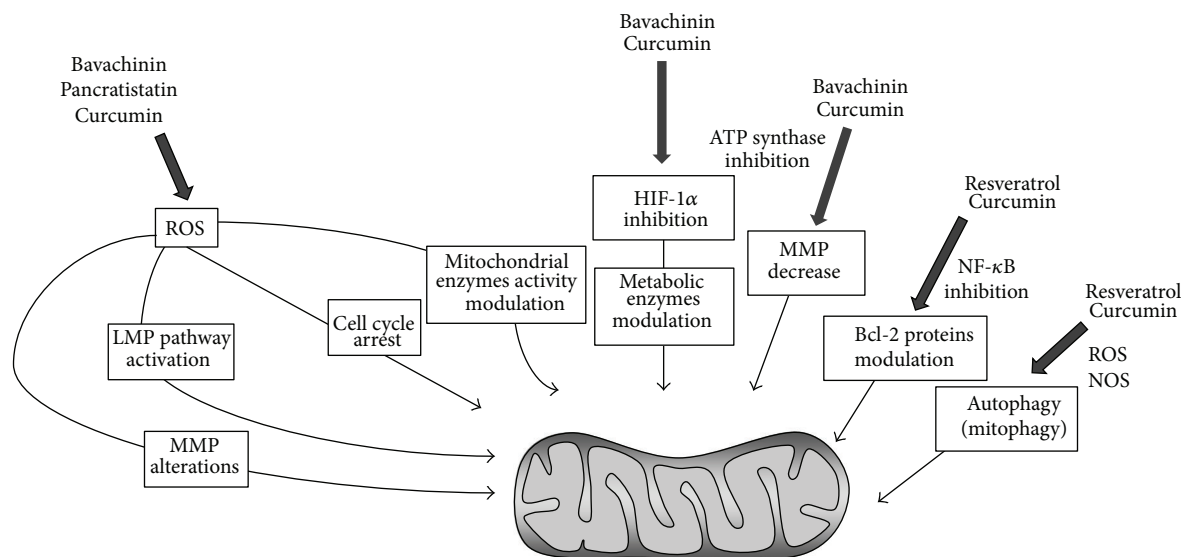 Bavachinin
Pancratistatin
Curcumin
ROS
LMP pathway
activation
MMP
alterations
Cell cycle
arrest
Mitochondrial
enzymes activity
modulation
Bavachinin
Curcumin
HIF-1α
inhibition
Metabolic
enzymes
modulation
Bavachinin
Curcumin
ATP synthase
inhibition
MMP
decrease
Resveratrol
Curcumin
NF-κB
inhibition
Bcl-2 proteins
modulation
Resveratrol
Curcumin
ROS
NOS
Autophagy
(mitophagy)